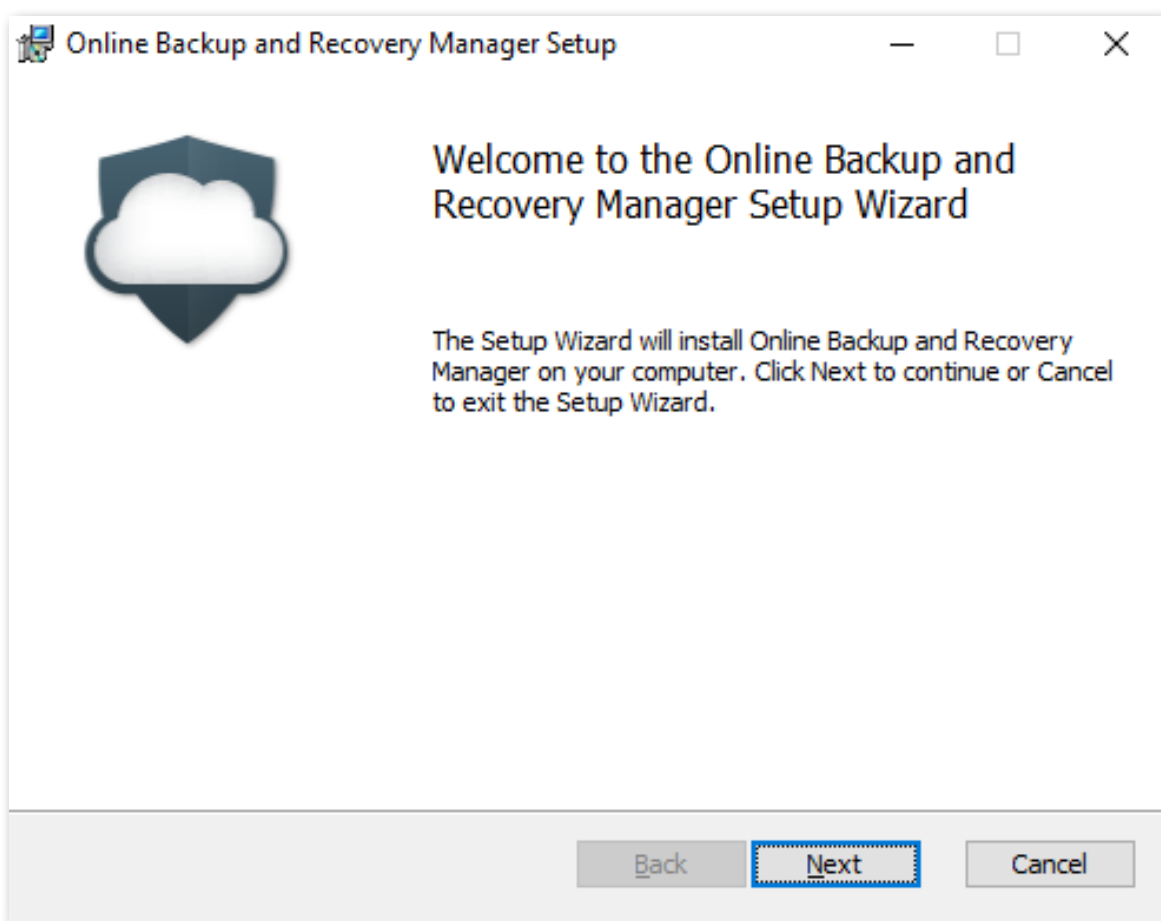 Online Backup and Recovery Manager Setup
Welcome to the Online Backup and
Recovery Manager Setup Wizard
The Setup Wizard will install Online Backup and Recovery
Manager on your computer. Click Next to continue or Cancel
to exit the Setup Wizard.
Back Next Cancel